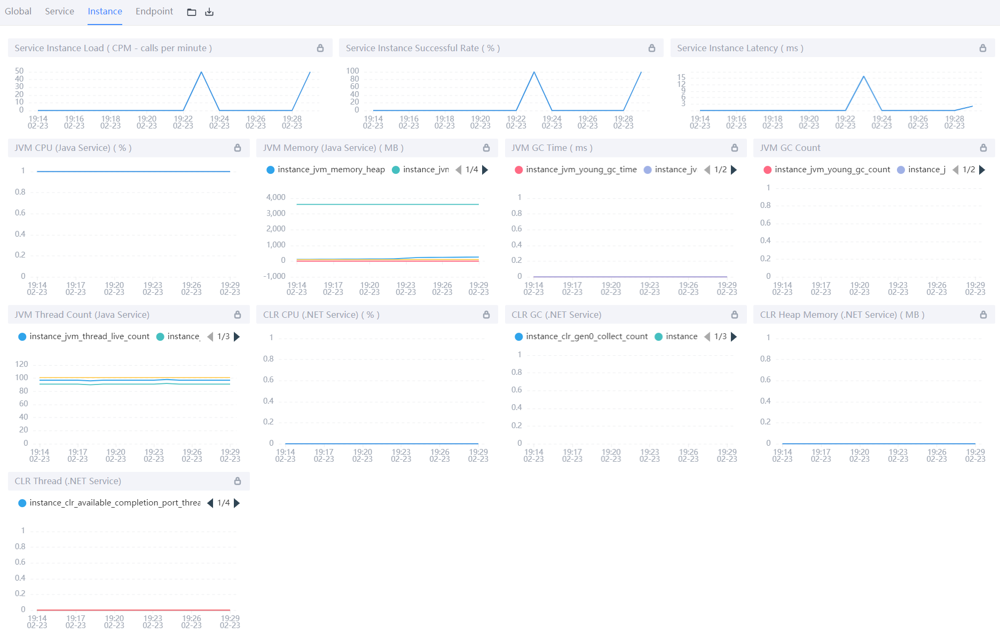 Global Service Instance Endpoint
Service Instance Load ( CPM - calls per minute )
50
40
30
20
10
0
19:14 19:16 19:18 19:20 19:22 19:24 19:26 19:28
02-23 02-23 02-23 02-23 02-23 02-23 02-23 02-23
Service Instance Successful Rate ( % )
100
80
60
40
20
0
19:14 19:16 19:18 19:20 19:22 19:24 19:26 19:28
02-23 02-23 02-23 02-23 02-23 02-23 02-23 02-23
Service Instance Latency ( ms )
15
12
9
6
3
19:14 19:16 19:18 19:20 19:22 19:24 19:26 19:28
02-23 02-23 02-23 02-23 02-23 02-23 02-23 02-23
JVM CPU (Java Service) ( % )
1
0.8
0.6
0.4
0.2
0
19:14 19:17 19:20 19:23 19:26 19:29
02-23 02-23 02-23 02-23 02-23 02-23
JVM Memory (Java Service) ( MB )
instance_jvm_memory_heap instance_jvn 1/4
4,000
3,000
2,000
1,000
0
-1,000
19:14 19:17 19:20 19:23 19:26 19:29
02-23 02-23 02-23 02-23 02-23 02-23
JVM GC Time ( ms )
instance_jvm_young_gc_time instance_jv 1/2
1
0.8
0.6
0.4
0.2
0
19:14 19:17 19:20 19:23 19:26 19:29
02-23 02-23 02-23 02-23 02-23 02-23
JVM GC Count
instance_jvm_young_gc_count instance_j 1/2
1
0.8
0.6
0.4
0.2
0
19:14 19:17 19:20 19:23 19:26 19:29
02-23 02-23 02-23 02-23 02-23 02-23
JVM Thread Count (Java Service)
instance_jvm_thread_live_count instance_ 1/3
120
100
80
60
40
20
0
19:14 19:17 19:20 19:23 19:26 19:29
02-23 02-23 02-23 02-23 02-23 02-23
CLR CPU (.NET Service) ( % )
1
0.8
0.6
0.4
0.2
0
19:14 19:17 19:20 19:23 19:26 19:29
02-23 02-23 02-23 02-23 02-23 02-23
CLR GC (.NET Service)
instance_clr_gen0_collect_count instance 1/3
1
0.8
0.6
0.4
0.2
0
19:14 19:17 19:20 19:23 19:26 19:29
02-23 02-23 02-23 02-23 02-23 02-23
CLR Heap Memory (.NET Service) ( MB )
1
0.8
0.6
0.4
0.2
0
19:14 19:17 19:20 19:23 19:26 19:29
02-23 02-23 02-23 02-23 02-23 02-23
CLR Thread (.NET Service)
instance_clr_available_completion_port_threa 1/4
1
0.8
0.6
0.4
0.2
0
19:14 19:17 19:20 19:23 19:26 19:29
02-23 02-23 02-23 02-23 02-23 02-23